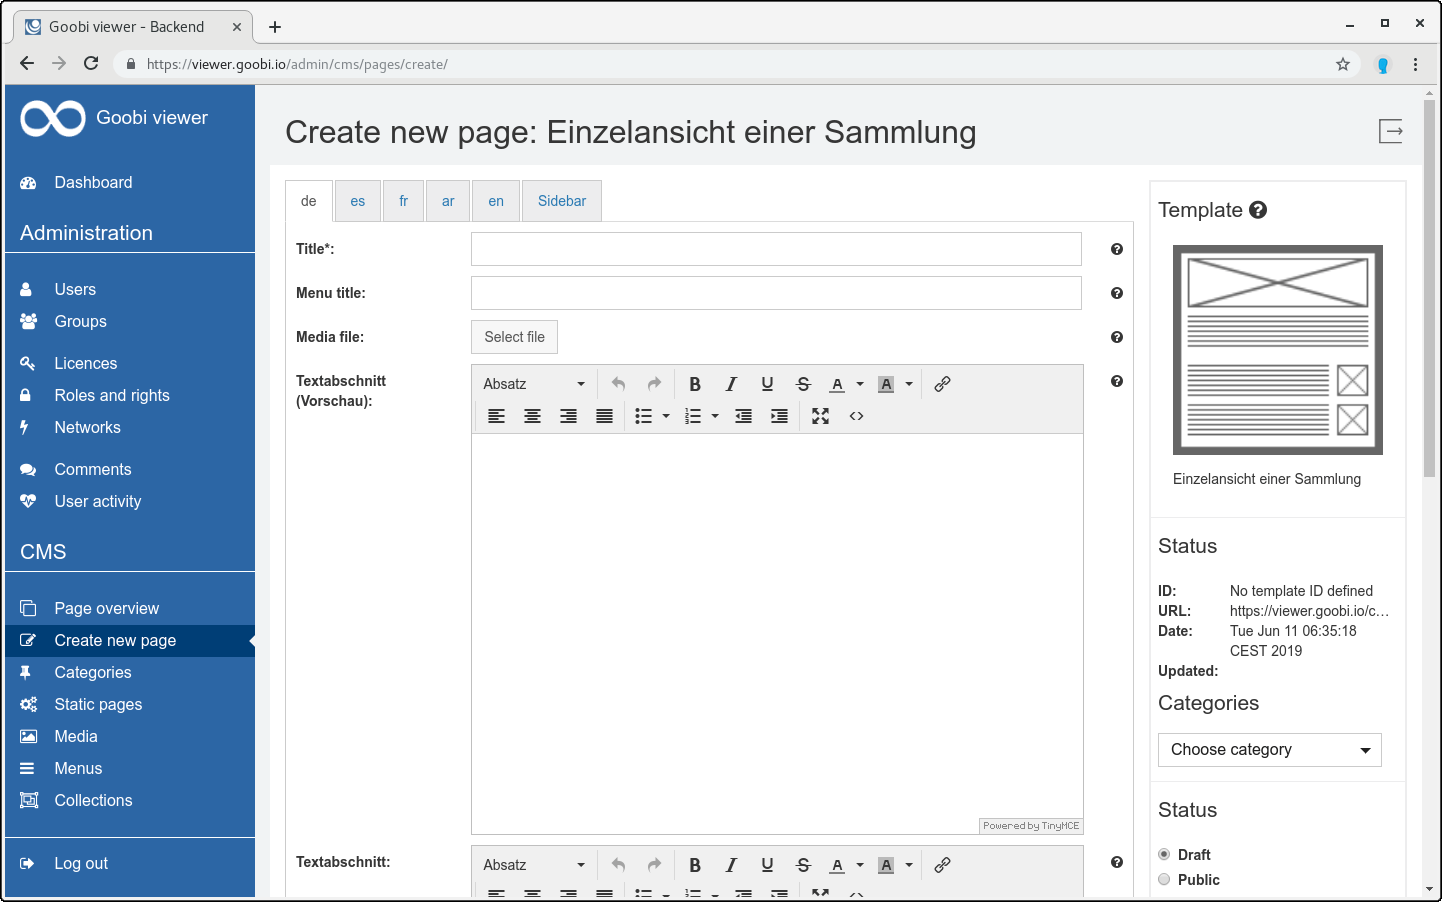 Goobi viewer - Backend
https://viewer.goobi.io/admin/cms/pages/create/
Goobi viewer
Dashboard
Administration
Users
Groups
Licences
Roles and rights
Networks
Comments
User activity
CMS
Page overview
Create new page
Categories
Static pages
Media
Menus
Collections
Log out
Create new page: Einzelansicht einer Sammlung
de es fr ar en Sidebar
Title*:
Menu title:
Media file: Select file
Textabschnitt
(Vorschau):
Absatz
Powered by TinyMCE
Textabschnitt:
Absatz
Template
Einzelansicht einer Sammlung
Status
ID: No template ID defined
URL: https://viewer.goobi.io/c...
Date: Tue Jun 11 06:35:18
CEST 2019
Updated:
Categories
Choose category
Status
Draft
Public